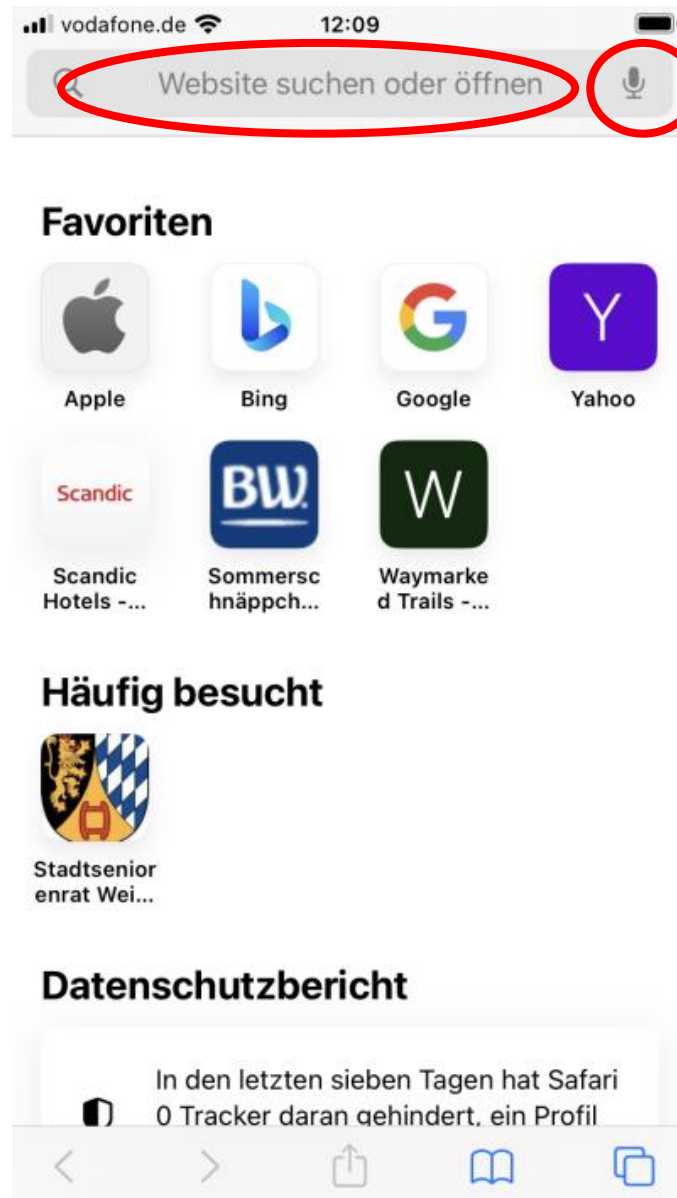 vodafone.de 12:09
Website suchen oder öffnen
Favoriten
Y
Apple Bing Google Yahoo
Scandic BW W
Scandic Sommersc Waymarke
Hotels -... hnäppch... d Trails -...
Häufig besucht
Stadtsenior
enrat Wei...
Datenschutzbericht
In den letzten sieben Tagen hat Safari
0 Tracker daran gehindert, ein Profil